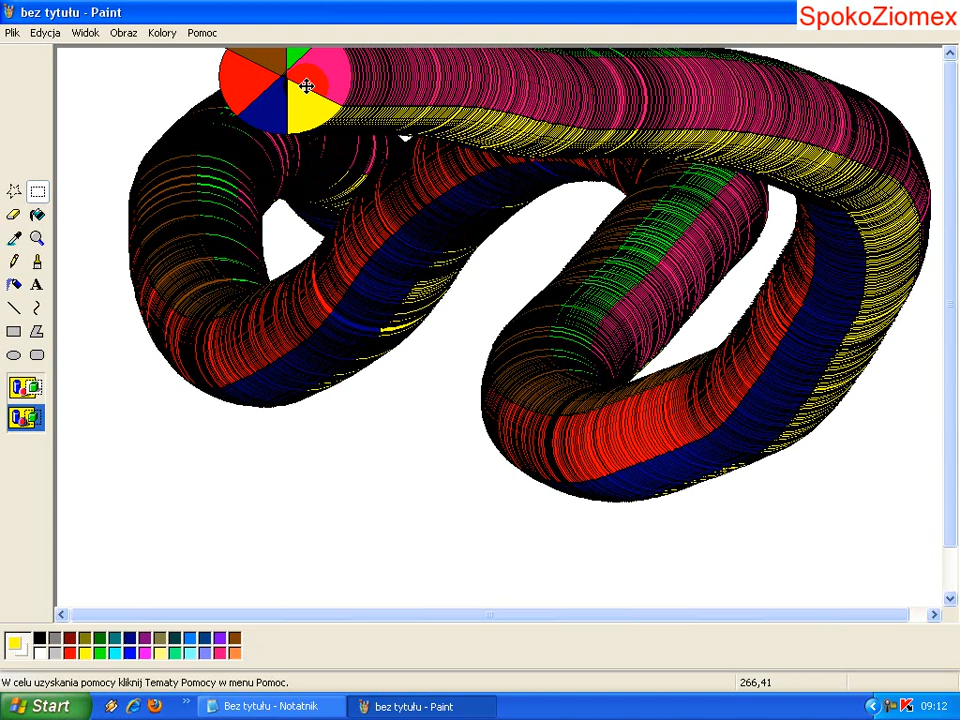 bez tytułu - Paint
SpokoZiomex
Plik Edycja Widok Obraz Kolory Pomoc
A
W celu uzyskania pomocy kliknij Tematy Pomocy w menu Pomoc.
266,41
Start
Bez tytułu - Notatnik
bez tytułu - Paint
09:12